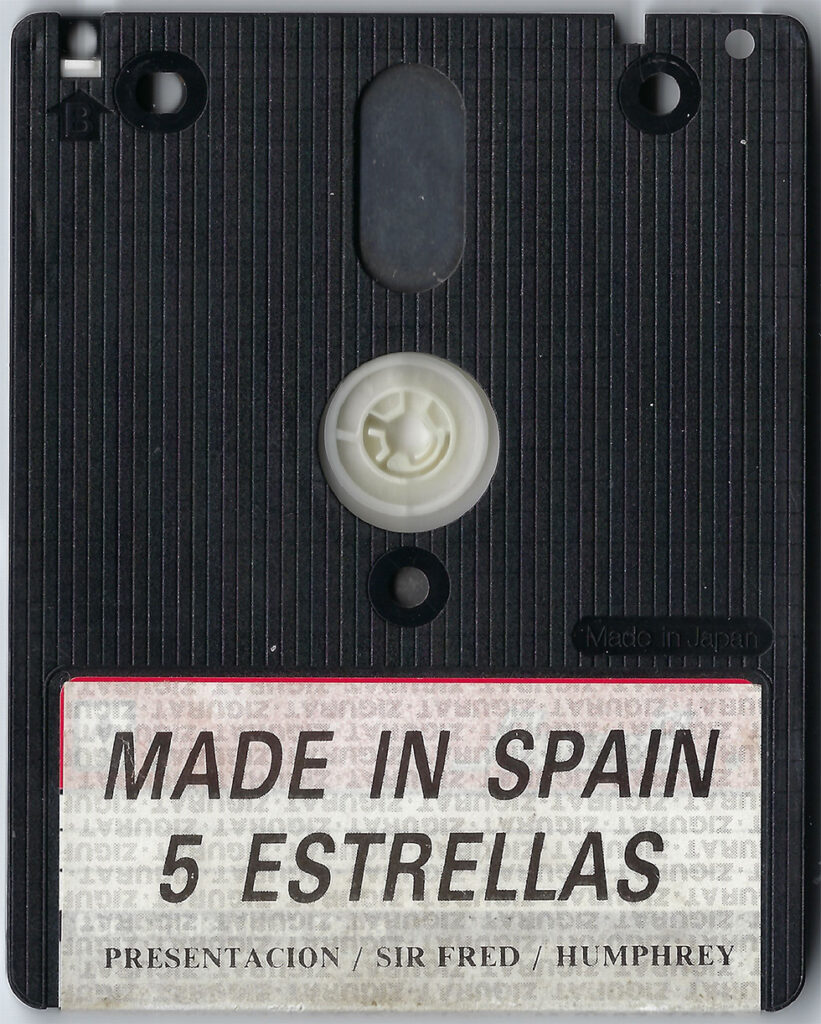 B
Made in Japan
MADE IN SPAIN
5 ESTRELLAS
PRESENTACION / SIR FRED / HUMPHREY